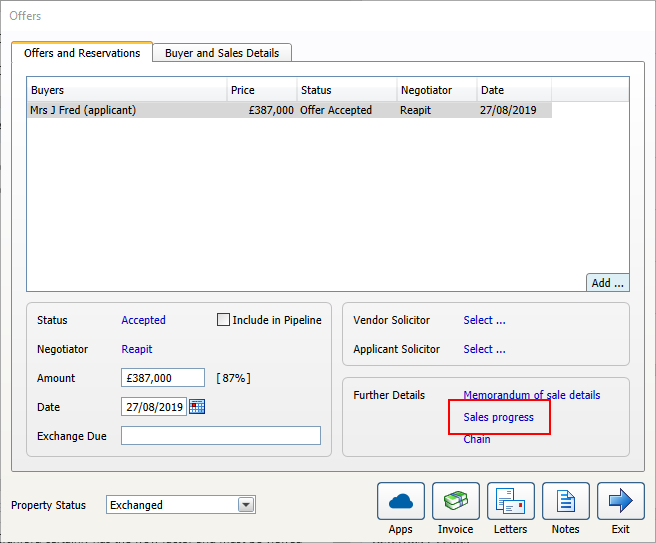 Offers
Offers and Reservations Buyer and Sales Details
Buyers Price Status Negotiator Date
Mrs J Fred (applicant) £387,000 Offer Accepted Reapit 27/08/2019
Add ...
Status Accepted Include in Pipeline
Negotiator Reapit
Amount £387,000 [87%]
Date 27/08/2019
Exchange Due
Vendor Solicitor Select ...
Applicant Solicitor Select ...
Further Details Memorandum of sale details
Sales progress
Chain
Property Status Exchanged
Apps Invoice Letters Notes Exit